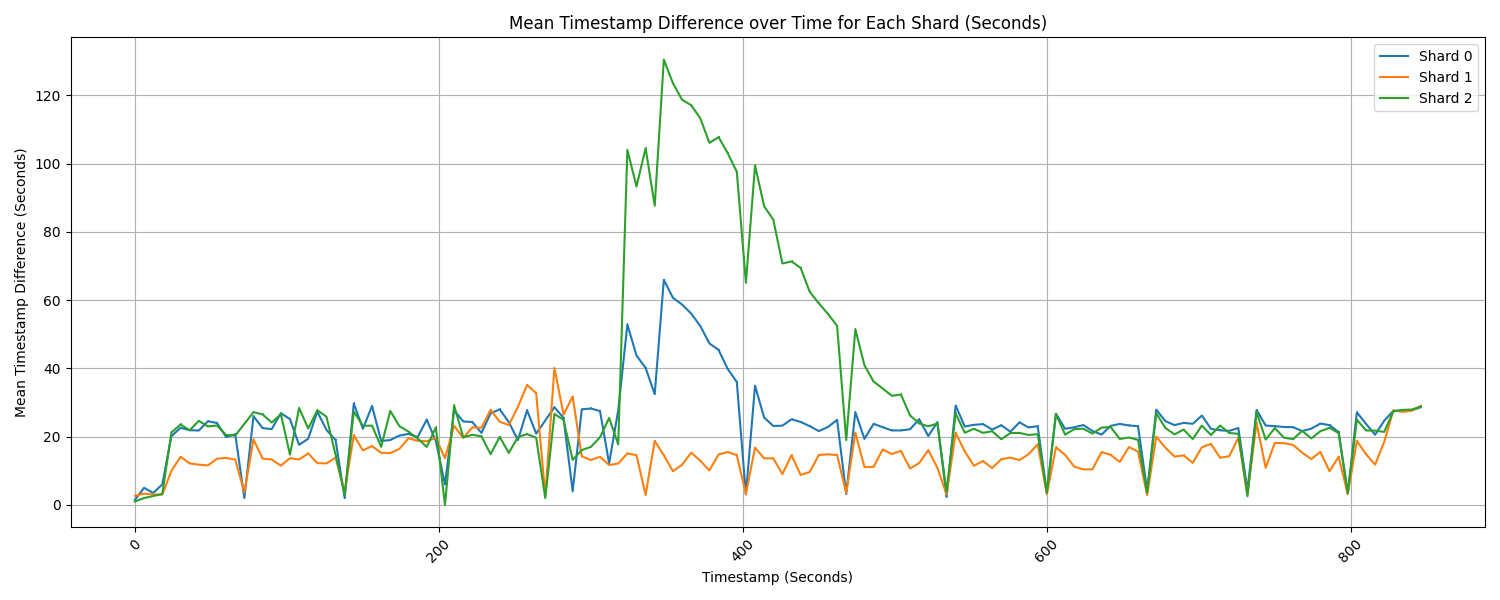 Mean Timestamp Difference over Time for Each Shard (Seconds)
Shard 0
Shard 1
Shard 2
Mean Timestamp Difference (Seconds)
120
100
80
60
40
20
0
0
200
400
600
800
Timestamp (Seconds)